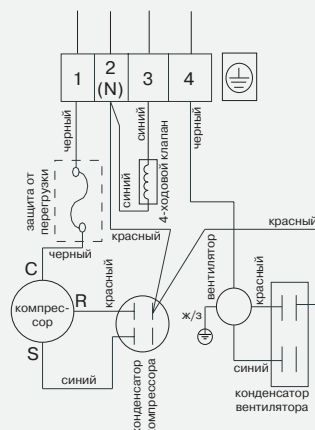 1
2
(N)
3
4
черный
синий
черный
защита от
перегрузки
синий
4-ходовой клапан
красный
красный
черный
C
R
S
компрес-
сор
красный
вентилятор
красный
ж/з
синий
синий
конденсатор
компрессора
конденсатор
вентилятора